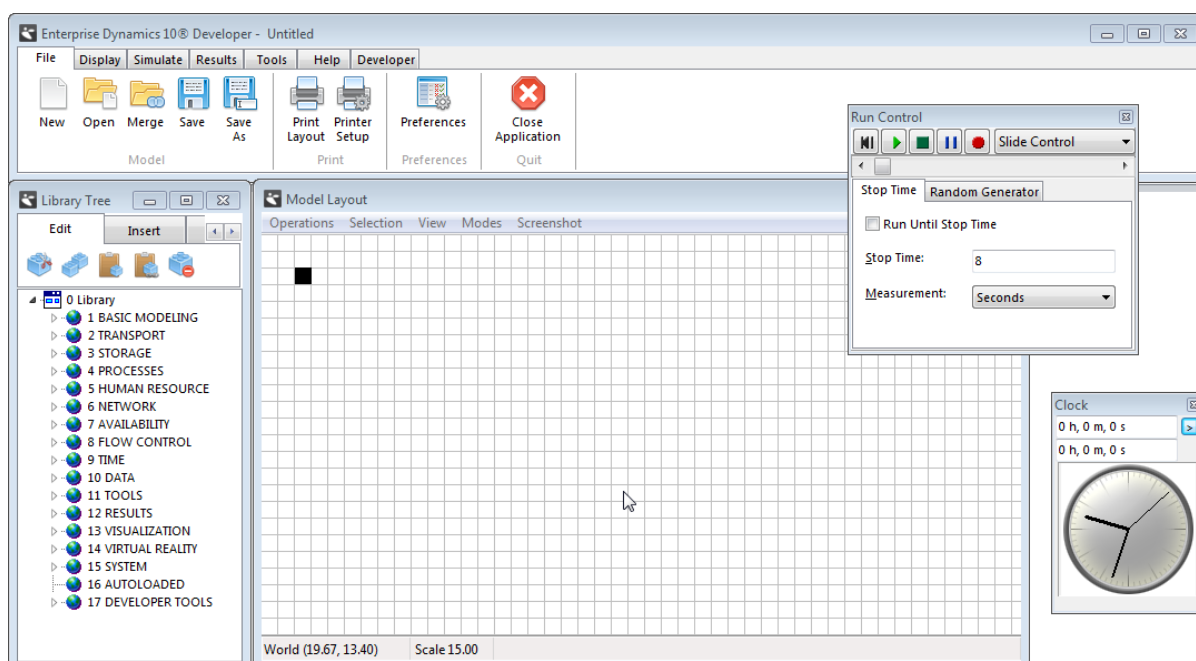 Enterprise Dynamics 10® Developer - Untitled
File Display Simulate Results Tools Help Developer
New Open Merge Save Save As
Print Layout Printer Setup
Preferences
Close Application
Model Print Preferences Quit
Run Control
Slide Control
Stop Time Random Generator
Run Until Stop Time
Stop Time: 8
Measurement: Seconds
Library Tree
Edit Insert
0 Library
1 BASIC MODELING
2 TRANSPORT
3 STORAGE
4 PROCESSES
5 HUMAN RESOURCE
6 NETWORK
7 AVAILABILITY
8 FLOW CONTROL
9 TIME
10 DATA
11 TOOLS
12 RESULTS
13 VISUALIZATION
14 VIRTUAL REALITY
15 SYSTEM
16 AUTOLOADED
17 DEVELOPER TOOLS
Model Layout
Operations Selection View Modes Screenshot
World (19.67, 13.40) Scale 15.00
Clock
0 h, 0 m, 0 s
>
0 h, 0 m, 0 s